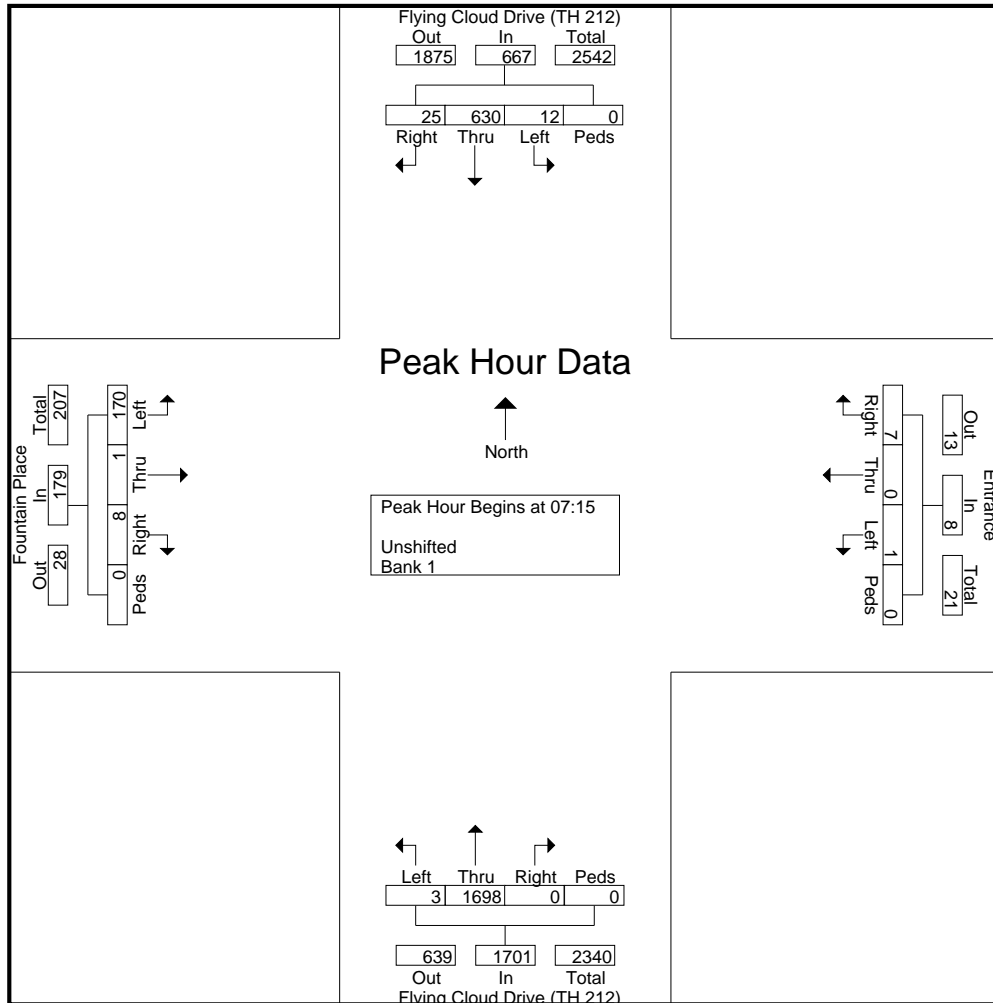 Flying Cloud Drive (TH 212)
Out In Total
1875 667 2542
25 630 12 0
Right Thru Left Peds
Peak Hour Data
North
Peak Hour Begins at 07:15
Unshifted
Bank 1
Fountain Place
Out In Total
28 179 207
170 1 8 0
Left Thru Right Peds
Entrance
Out In Total
13 8 21
7 0 1 0
Right Thru Left Peds
Left Thru Right Peds
3 1698 0 0
639 1701 2340
Out In Total
Flying Cloud Drive (TH 212)